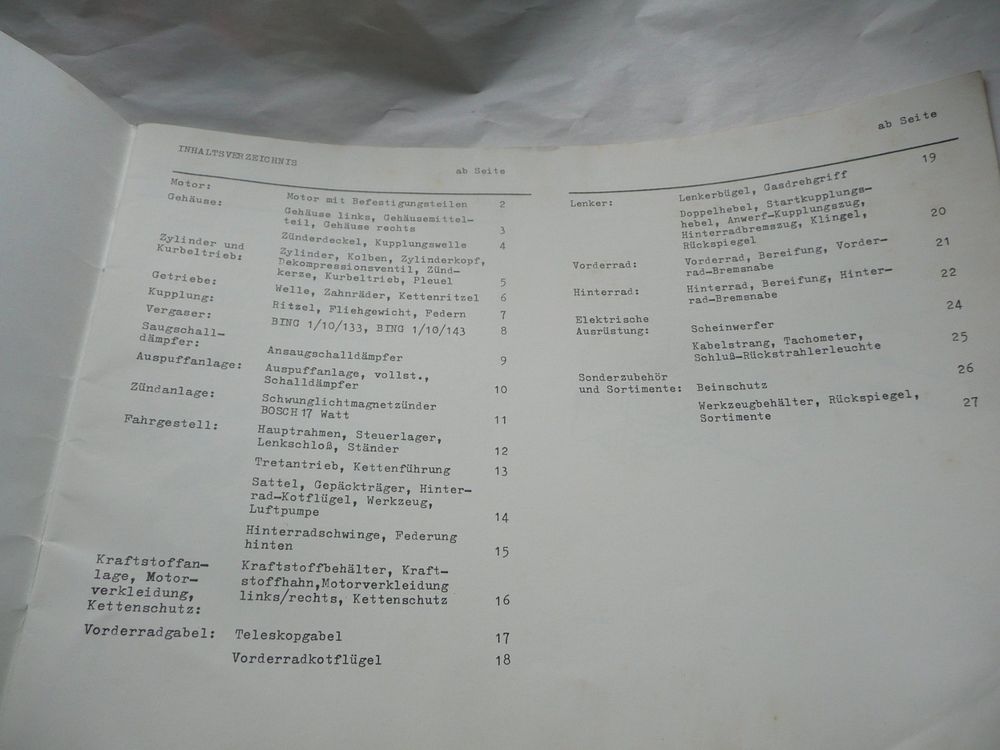 INHALTSVERZEICHNIS
ab Seite
Motor: Motor mit Befestigungsteilen 2
Gehäuse: Gehäuse links, Gehäusemittel-
teil, Gehäuse rechts 3
Zünderdeckel, Kupplungswelle 4
Zylinder und Zylinder, Kolben, Zylinderkopf,
Kurbeltrieb: Dekompressionsventil, Zünd-
kerze, Kurbeltrieb, Pleuel 5
Getriebe: Welle, Zahnräder, Kettenritzel 6
Kupplung: Ritzel, Fliehgewicht, Federn 7
Vergaser: BING 1/10/133, BING 1/10/143 8
Saugschall-
dämpfer: Ansaugschalldämpfer 9
Auspuffanlage: Auspuffanlage, vollst.,
Schalldämpfer 10
Zündanlage: Schwunglichtmagnetzünder
BOSCH 17 Watt 11
Fahrgestell: Hauptrahmen, Steuerlager,
Lenkschloß, Ständer 12
Tretantrieb, Kettenführung 13
Sattel, Gepäckträger, Hinter-
rad-Kotflügel, Werkzeug,
Luftpumpe 14
Hinterradschwinge, Federung
hinten 15
Kraftstoffan- Kraftstoffbehälter, Kraft-
lage, Motor- stoffhahn,Motorverkleidung
verkleidung, links/rechts, Kettenschutz 16
Kettenschutz:
Vorderradgabel: Teleskopgabel 17
Vorderradkotflügel 18
ab Seite
Lenker: Lenkerbügel, Gasdrehgriff 19
Doppelhebel, Startkupplungs-
hebel, Anwerf-Kupplungszug,
Hinterradbremszug, Klingel,
Rückspiegel 20
Vorderrad: Vorderrad, Bereifung, Vorder-
rad-Bremsnabe 21
Hinterrad: Hinterrad, Bereifung, Hinter-
rad-Bremsnabe 22
Elektrische
Ausrüstung: Scheinwerfer 24
Kabelstrang, Tachometer,
Schluß-Rückstrahlerleuchte 25
Sonderzubehör
und Sortimente: Beinschutz 26
Werkzeugbehälter, Rückspiegel,
Sortimente 27